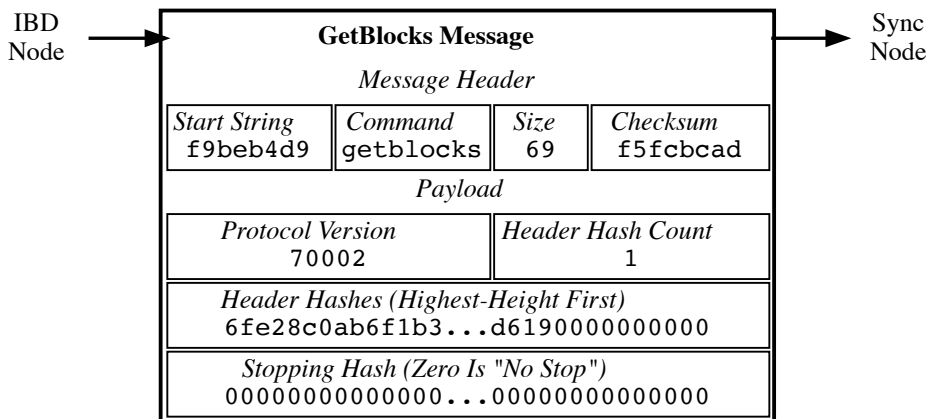 IBD
Node
GetBlocks Message
Sync
Node
Message Header
Start String Command Size Checksum
f9beb4d9 getblocks 69 f5fcbcad
Payload
Protocol Version Header Hash Count
70002 1
Header Hashes (Highest-Height First)
6fe28c0ab6f1b3...d6190000000000
Stopping Hash (Zero Is "No Stop")
00000000000000...00000000000000